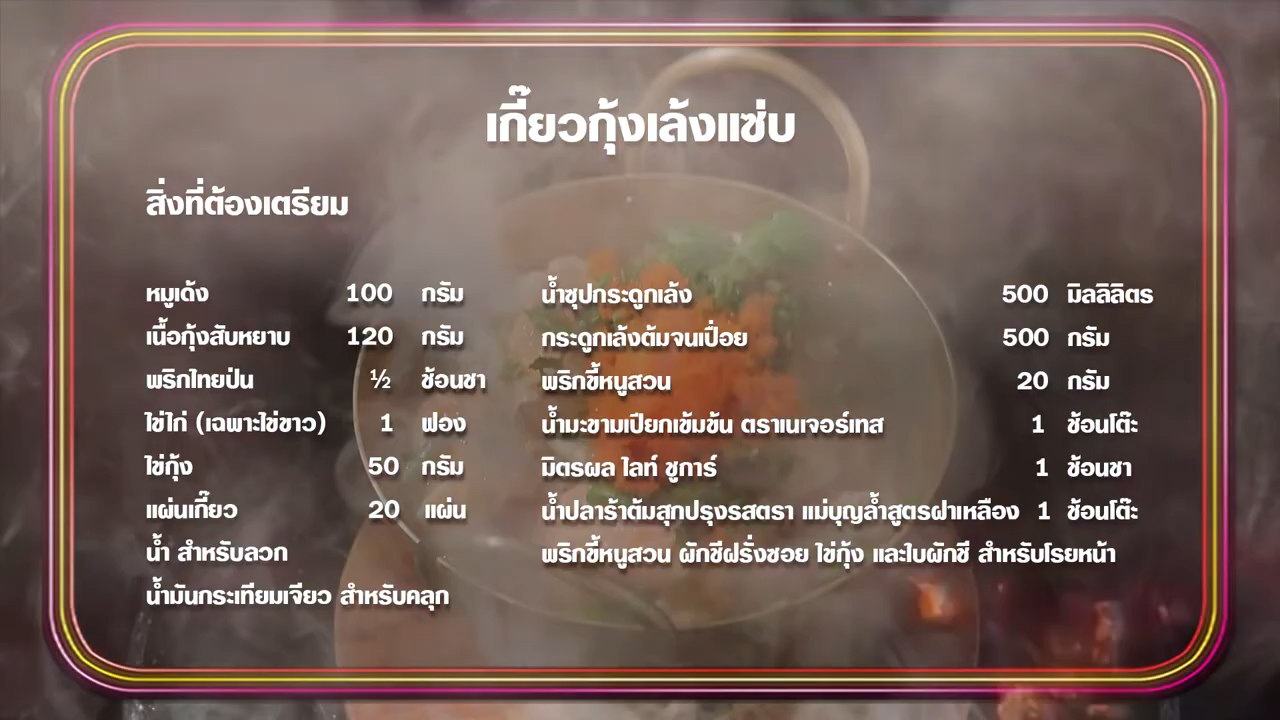 เกี๊ยวกุ้งเล้งแซ่บ
สิ่งที่ต้องเตรียม
หมูเด้ง 100 กรัม
เนื้อกุ้งสับหยาบ 120 กรัม
พริกไทยป่น ½ ช้อนชา
ไข่ไก่ (เฉพาะไข่ขาว) 1 ฟอง
ไข่กุ้ง 50 กรัม
แผ่นเกี๊ยว 20 แผ่น
น้ำ สำหรับลวก
น้ำมันกระเทียมเจียว สำหรับคลุก
น้ำซุปกระดูกเล้ง 500 มิลลิลิตร
กระดูกเล้งต้มจนเปื่อย 500 กรัม
พริกขี้หนูสวน 20 กรัม
น้ำมะขามเปียกเข้มข้น ตราเนเจอร์เทส 1 ช้อนโต๊ะ
มิตรผล ไลท์ ชูการ์ 1 ช้อนชา
น้ำปลาร้าต้มสุกปรุงรสตรา แม่บุญล้ำสูตรฝาเหลือง 1 ช้อนโต๊ะ
พริกขี้หนูสวน ผักชีฝรั่งซอย ไข่กุ้ง และใบผักชี สำหรับโรยหน้า